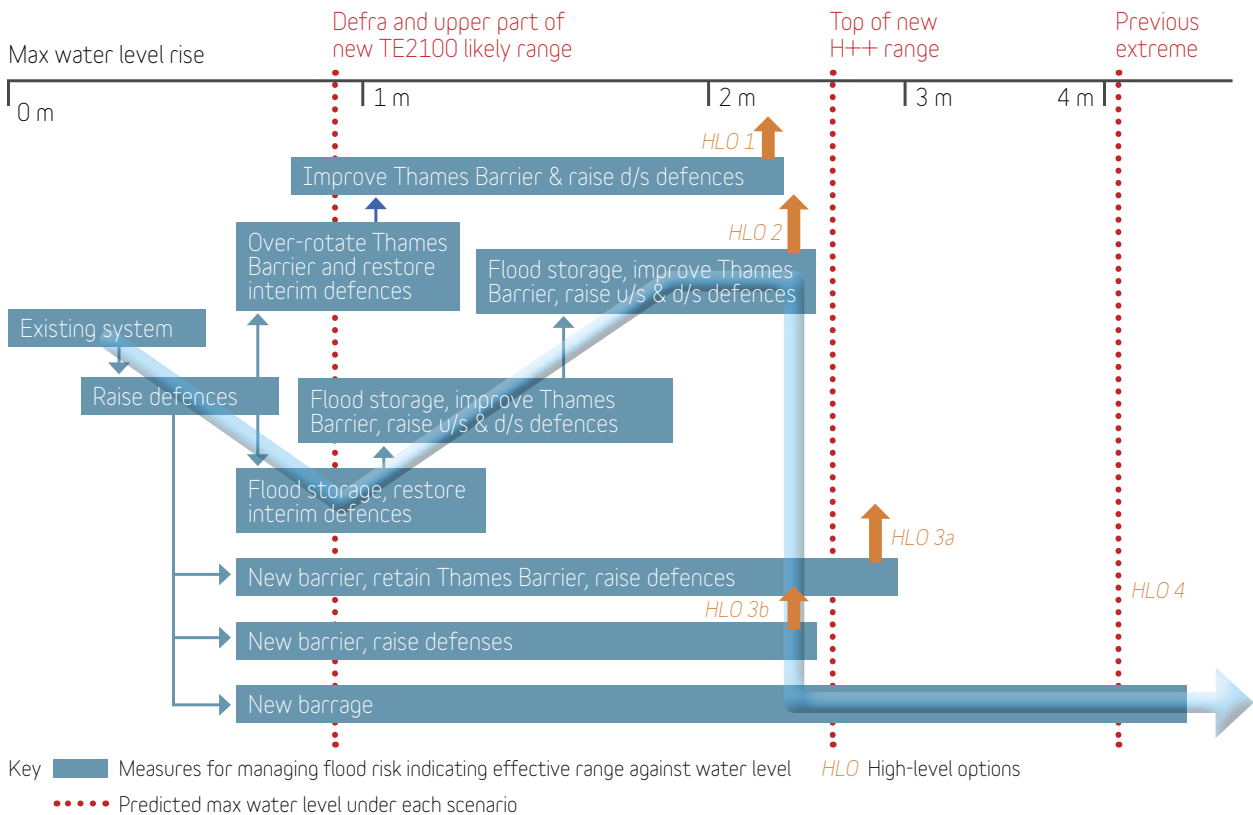 Defra and upper part of
new TE2100 likely range
Top of new
H++ range
Previous
extreme
Max water level rise
0 m
1 m
2 m
3 m
4 m
HLO 1
Improve Thames Barrier & raise d/s defences
HLO 2
Over-rotate Thames
Barrier and restore
interim defences
Flood storage, improve Thames
Barrier, raise u/s & d/s defences
Existing system
Raise defences
Flood storage, improve Thames
Barrier, raise u/s & d/s defences
Flood storage, restore
interim defences
HLO 3a
New barrier, retain Thames Barrier, raise defences
HLO 4
HLO 3b
New barrier, raise defenses
New barrage
Key
Measures for managing flood risk indicating effective range against water level
HLO High-level options
Predicted max water level under each scenario